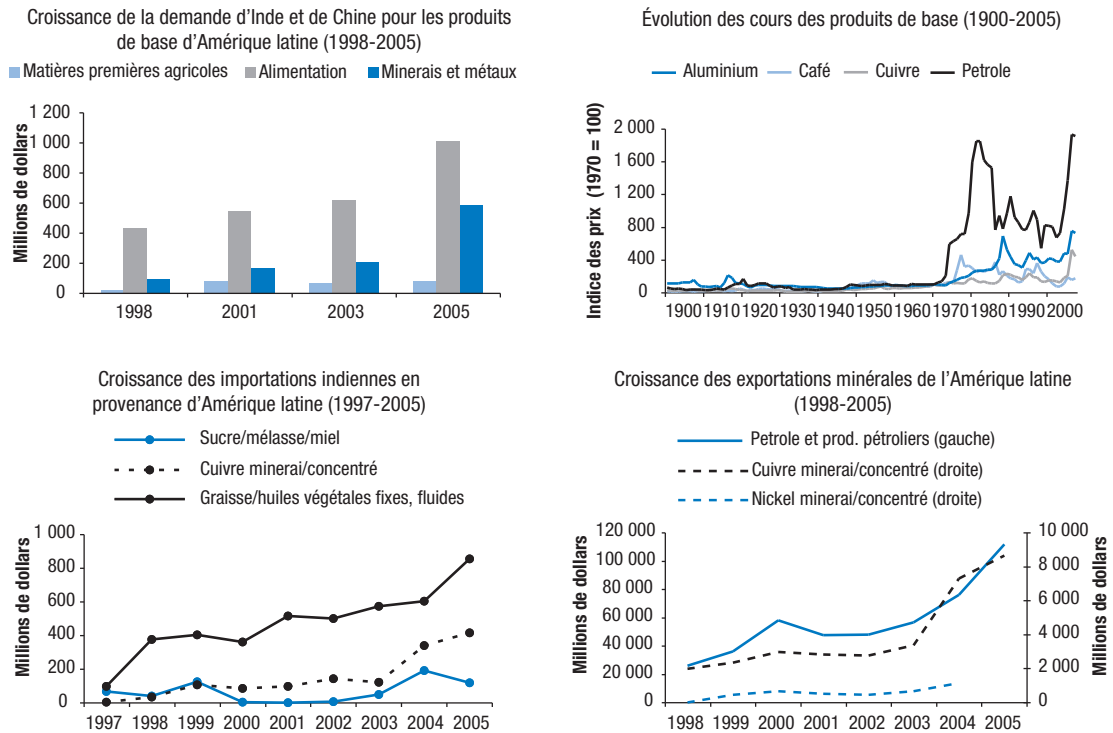 Croissance de la demande d’Inde et de Chine pour les produits
de base d’Amérique latine (1998-2005)
Matières premières agricoles Alimentation Minerais et métaux
Millions de dollars
1 200
1 000
800
600
400
200
0
1998 2001 2003 2005
Évolution des cours des produits de base (1900-2005)
Aluminium Café Cuivre Petrole
Indice des prix (1970 = 100)
2 000
1 600
1 200
800
400
0
1900 1910 1920 1930 1940 1950 1960 1970 1980 1990 2000
Croissance des importations indiennes en
provenance d’Amérique latine (1997-2005)
Sucre/mélasse/miel
Cuivre minerai/concentré
Graisse/huiles végétales fixes, fluides
Millions de dollars
1 000
800
600
400
200
0
1997 1998 1999 2000 2001 2002 2003 2004 2005
Croissance des exportations minérales de l’Amérique latine
(1998-2005)
Petrole et prod. pétroliers (gauche)
Cuivre minerai/concentré (droite)
Nickel minerai/concentré (droite)
Millions de dollars
120 000
100 000
80 000
60 000
40 000
20 000
0
10 000
8 000
6 000
4 000
2 000
0
Millions de dollars
1998 1999 2000 2001 2002 2003 2004 2005